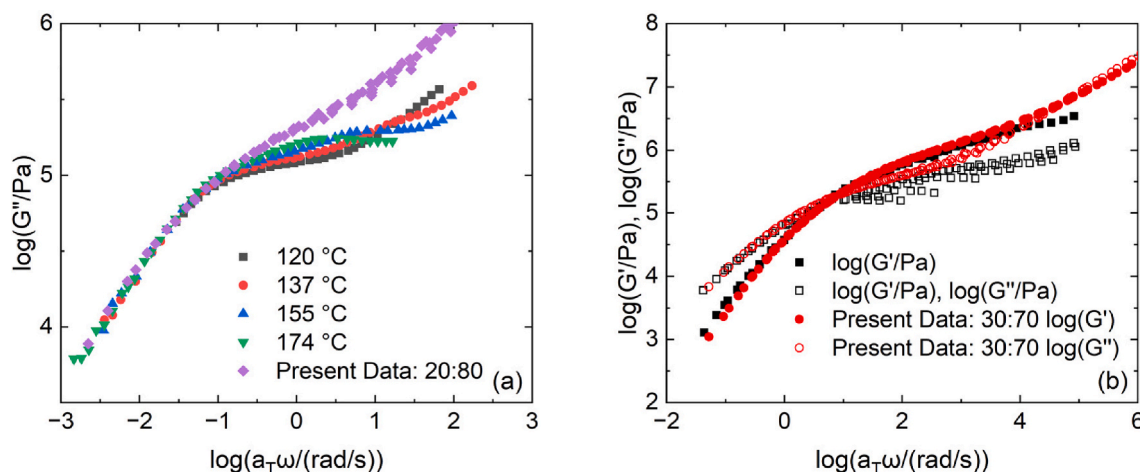 (a)
6
5
4
log(G"/Pa)
120 °C
137 °C
155 °C
174 °C
Present Data: 20:80
−3 −2 −1 0 1 2 3
log(aTω/(rad/s))
(b)
8
7
6
5
4
3
2
log(G'/Pa), log(G"/Pa)
log(G'/Pa)
log(G'/Pa), log(G"/Pa)
Present Data: 30:70 log(G')
Present Data: 30:70 log(G")
−2 0 2 4 6
log(aTω/(rad/s))